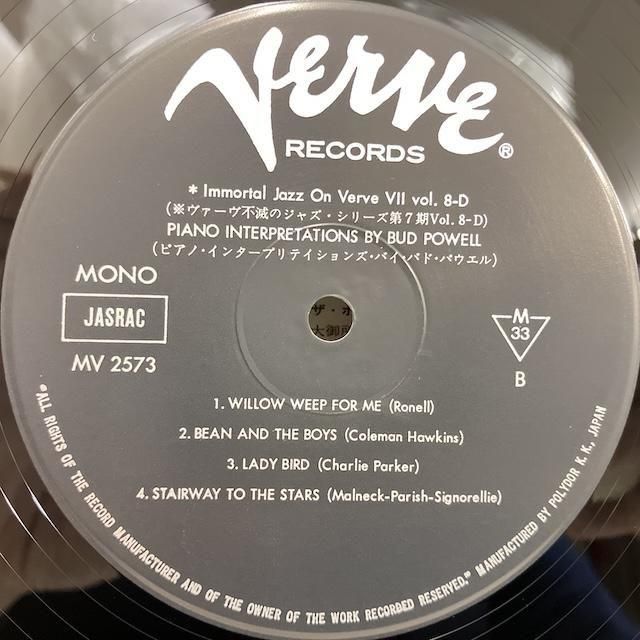 Verve
RECORDS ®
* Immortal Jazz On Verve VII vol. 8-D
(※ヴァーヴ不滅のジャズ・シリーズ第7期Vol. 8-D)
PIANO INTERPRETATIONS BY BUD POWELL
(ピアノ・インタープリテイションズ・バイ・バド・パウエル)
MONO
JASRAC
MV 2573
ザ・オ
大御所
M
33
B
1. WILLOW WEEP FOR ME (Ronell)
2. BEAN AND THE BOYS (Coleman Hawkins)
3. LADY BIRD (Charlie Parker)
4. STAIRWAY TO THE STARS (Malneck-Parish-Signorellie)
"ALL RIGHTS OF THE RECORD MANUFACTURER AND OF THE OWNER OF THE WORK RECORDED RESERVED." MANUFACTURED BY POLYDOR K. K., JAPAN